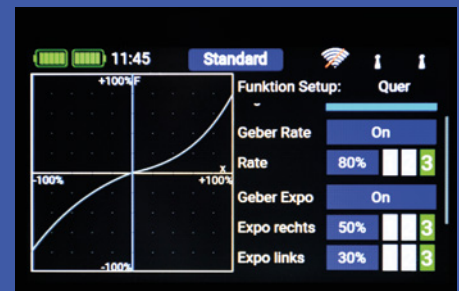 11:45 Standard
Funktion Setup: Quer
+100% F
Geber Rate On
Rate 80% 3
-100% x +100%
Geber Expo On
Expo rechts 50% 3
Expo links 30% 3
-100%